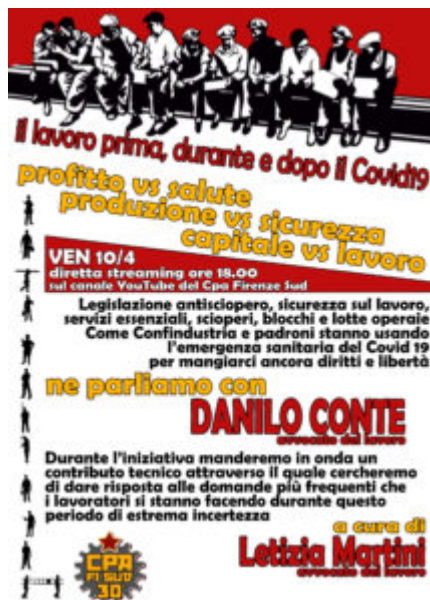 il lavoro prima, durante e dopo il Covid19
profitto vs salute
produzione vs sicurezza
capitale vs lavoro
VEN 10/4
diretta streaming ore 18.00
sul canale YouTube del Cpa Firenze Sud
Legislazione antisciopero, sicurezza sul lavoro,
servizi essenziali, scioperi, blocchi e lotte operaie
Come Confindustria e padroni stanno usando
l'emergenza sanitaria del Covid 19
per mangiarci ancora diritti e libertà
ne parliamo con
DANILO CONTE
avvocato del lavoro
Durante l'iniziativa manderemo in onda un
contributo tecnico attraverso il quale cercheremo
di dare risposta alle domande più frequenti che
i lavoratori si stanno facendo durante questo
periodo di estrema incertezza
a cura di
Letizia Martini
avvocato del lavoro
CPA
FI SUD
30